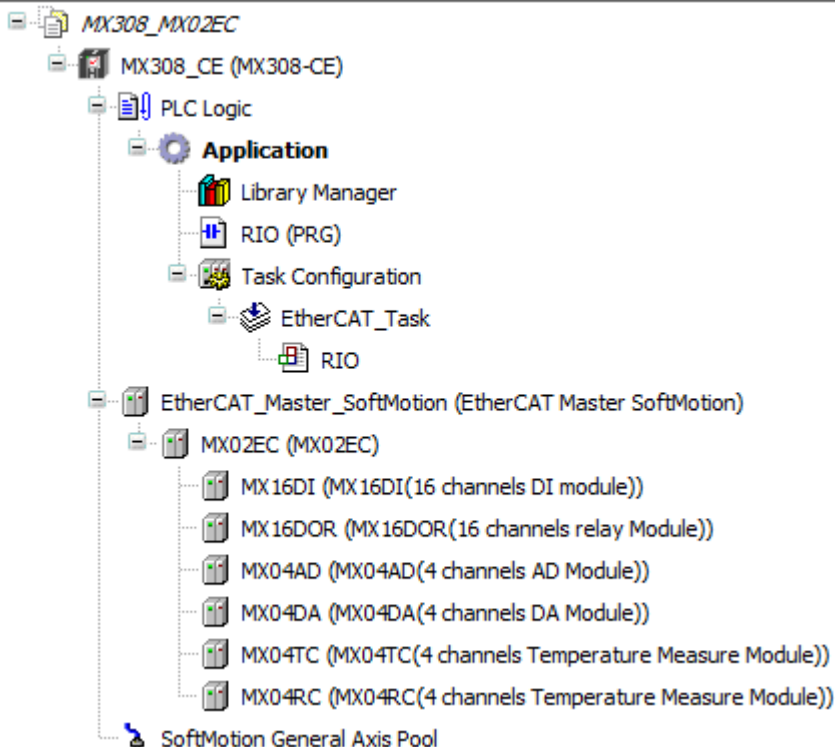 MX308_MX02EC
MX308_CE (MX308-CE)
PLC Logic
Application
Library Manager
RIO (PRG)
Task Configuration
EtherCAT_Task
RIO
EtherCAT_Master_SoftMotion (EtherCAT Master SoftMotion)
MX02EC (MX02EC)
MX16DI (MX16DI(16 channels DI module))
MX16DOR (MX16DOR(16 channels relay Module))
MX04AD (MX04AD(4 channels AD Module))
MX04DA (MX04DA(4 channels DA Module))
MX04TC (MX04TC(4 channels Temperature Measure Module))
MX04RC (MX04RC(4 channels Temperature Measure Module))
SoftMotion General Axis Pool